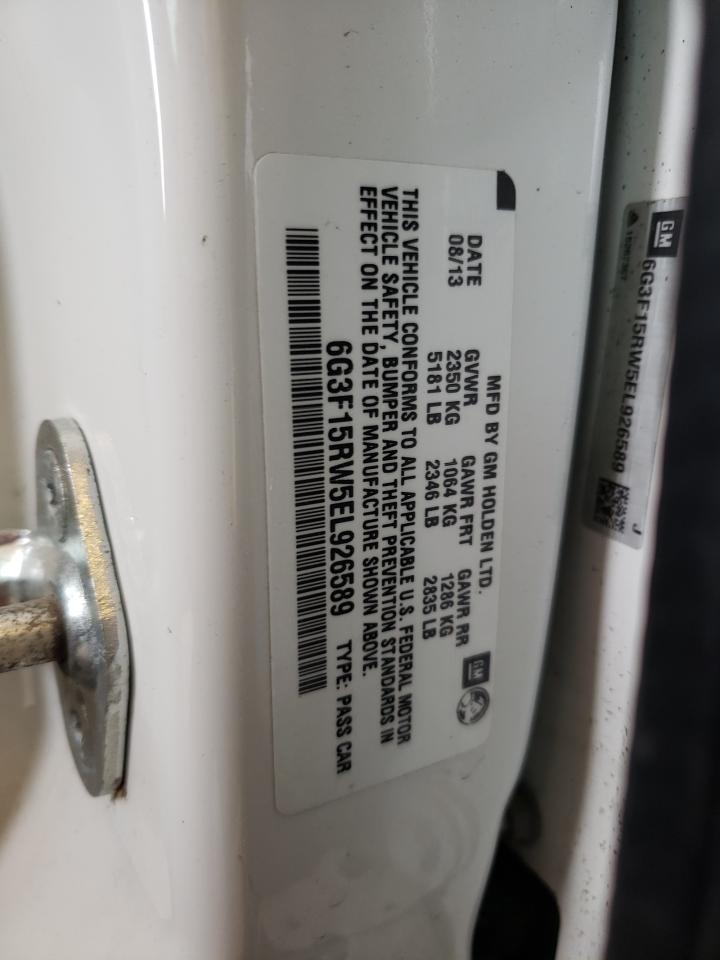 MFD BY GM HOLDEN LTD.
DATE GVWR GAWR FRT GAWR RR
08/13 2350 KG 1064 KG 1286 KG
5181 LB 2346 LB 2835 LB
GM
THIS VEHICLE CONFORMS TO ALL APPLICABLE U.S. FEDERAL MOTOR
VEHICLE SAFETY, BUMPER AND THEFT PREVENTION STANDARDS IN
EFFECT ON THE DATE OF MANUFACTURE SHOWN ABOVE.
6G3F15RW5EL926589 TYPE: PASS CAR
GM
6G3F15RW5EL926589
J